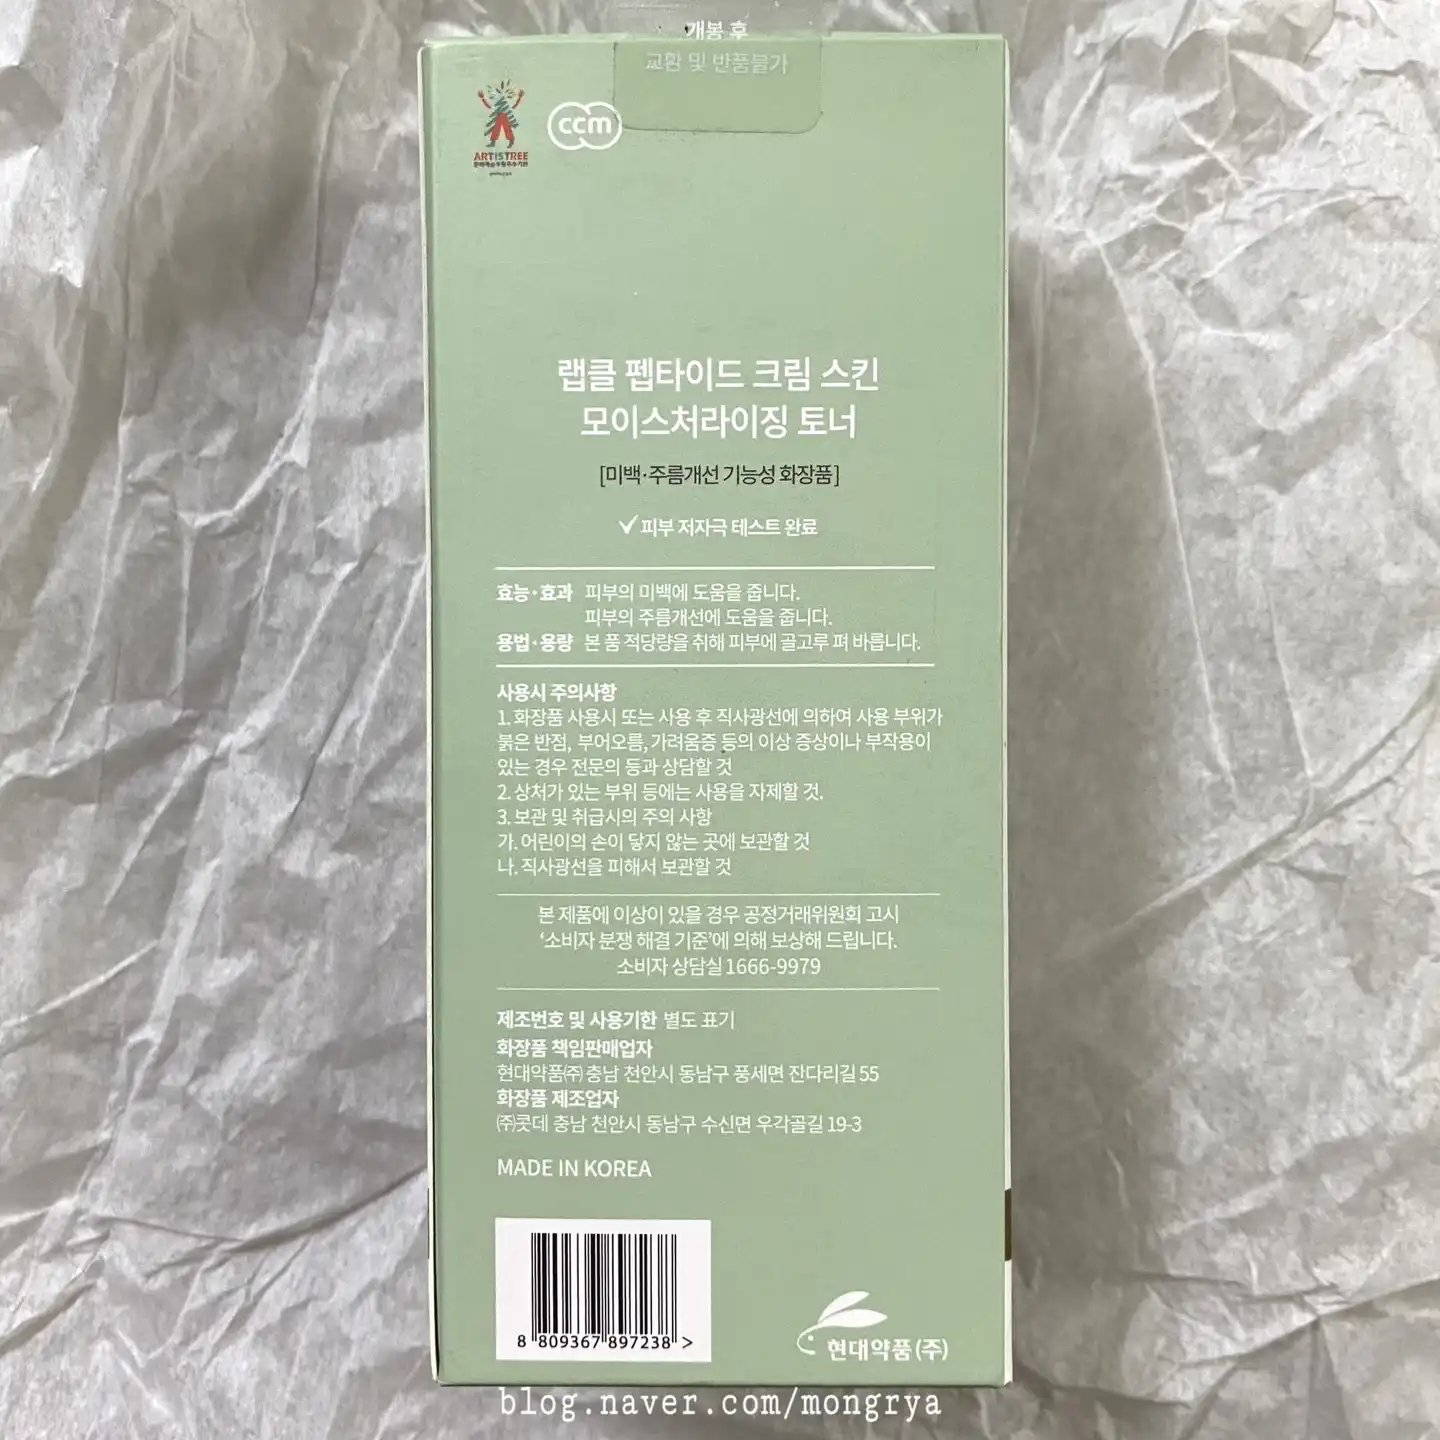 개봉 후
교환 및 반품불가
ARTISTREE
ccm
랩클 펩타이드 크림 스킨
모이스처라이징 토너
[미백·주름개선 기능성 화장품]
피부 저자극 테스트 완료
효능·효과 피부의 미백에 도움을 줍니다.
피부의 주름개선에 도움을 줍니다.
용법·용량 본 품 적당량을 취해 피부에 골고루 펴 바릅니다.
사용시 주의사항
1. 화장품 사용시 또는 사용 후 직사광선에 의하여 사용 부위가
붉은 반점, 부어오름, 가려움증 등의 이상 증상이나 부작용이
있는 경우 전문의 등과 상담할 것
2. 상처가 있는 부위 등에는 사용을 자제할 것.
3. 보관 및 취급시의 주의 사항
가. 어린이의 손이 닿지 않는 곳에 보관할 것
나. 직사광선을 피해서 보관할 것
본 제품에 이상이 있을 경우 공정거래위원회 고시
‘소비자 분쟁 해결 기준’에 의해 보상해 드립니다.
소비자 상담실 1666-9979
제조번호 및 사용기한 별도 표기
화장품 책임판매업자
현대약품㈜ 충남 천안시 동남구 풍세면 잔다리길 55
화장품 제조업자
㈜콧데 충남 천안시 동남구 수신면 우각골길 19-3
MADE IN KOREA
8 809367 897238 >
현대약품(주)
blog.naver.com/mongrya